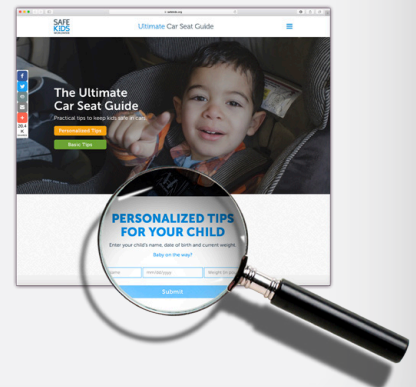 SAFE
KIDS
WORLDWIDE
Ultimate Car Seat Guide
The Ultimate
Car Seat Guide
Practical tips to keep kids safe in cars.
Personalized Tips
Basic Tips
PERSONALIZED TIPS
FOR YOUR CHILD
Enter your child's name, date of birth and current weight.
Baby on the way?
mm/dd/yyyy
Submit